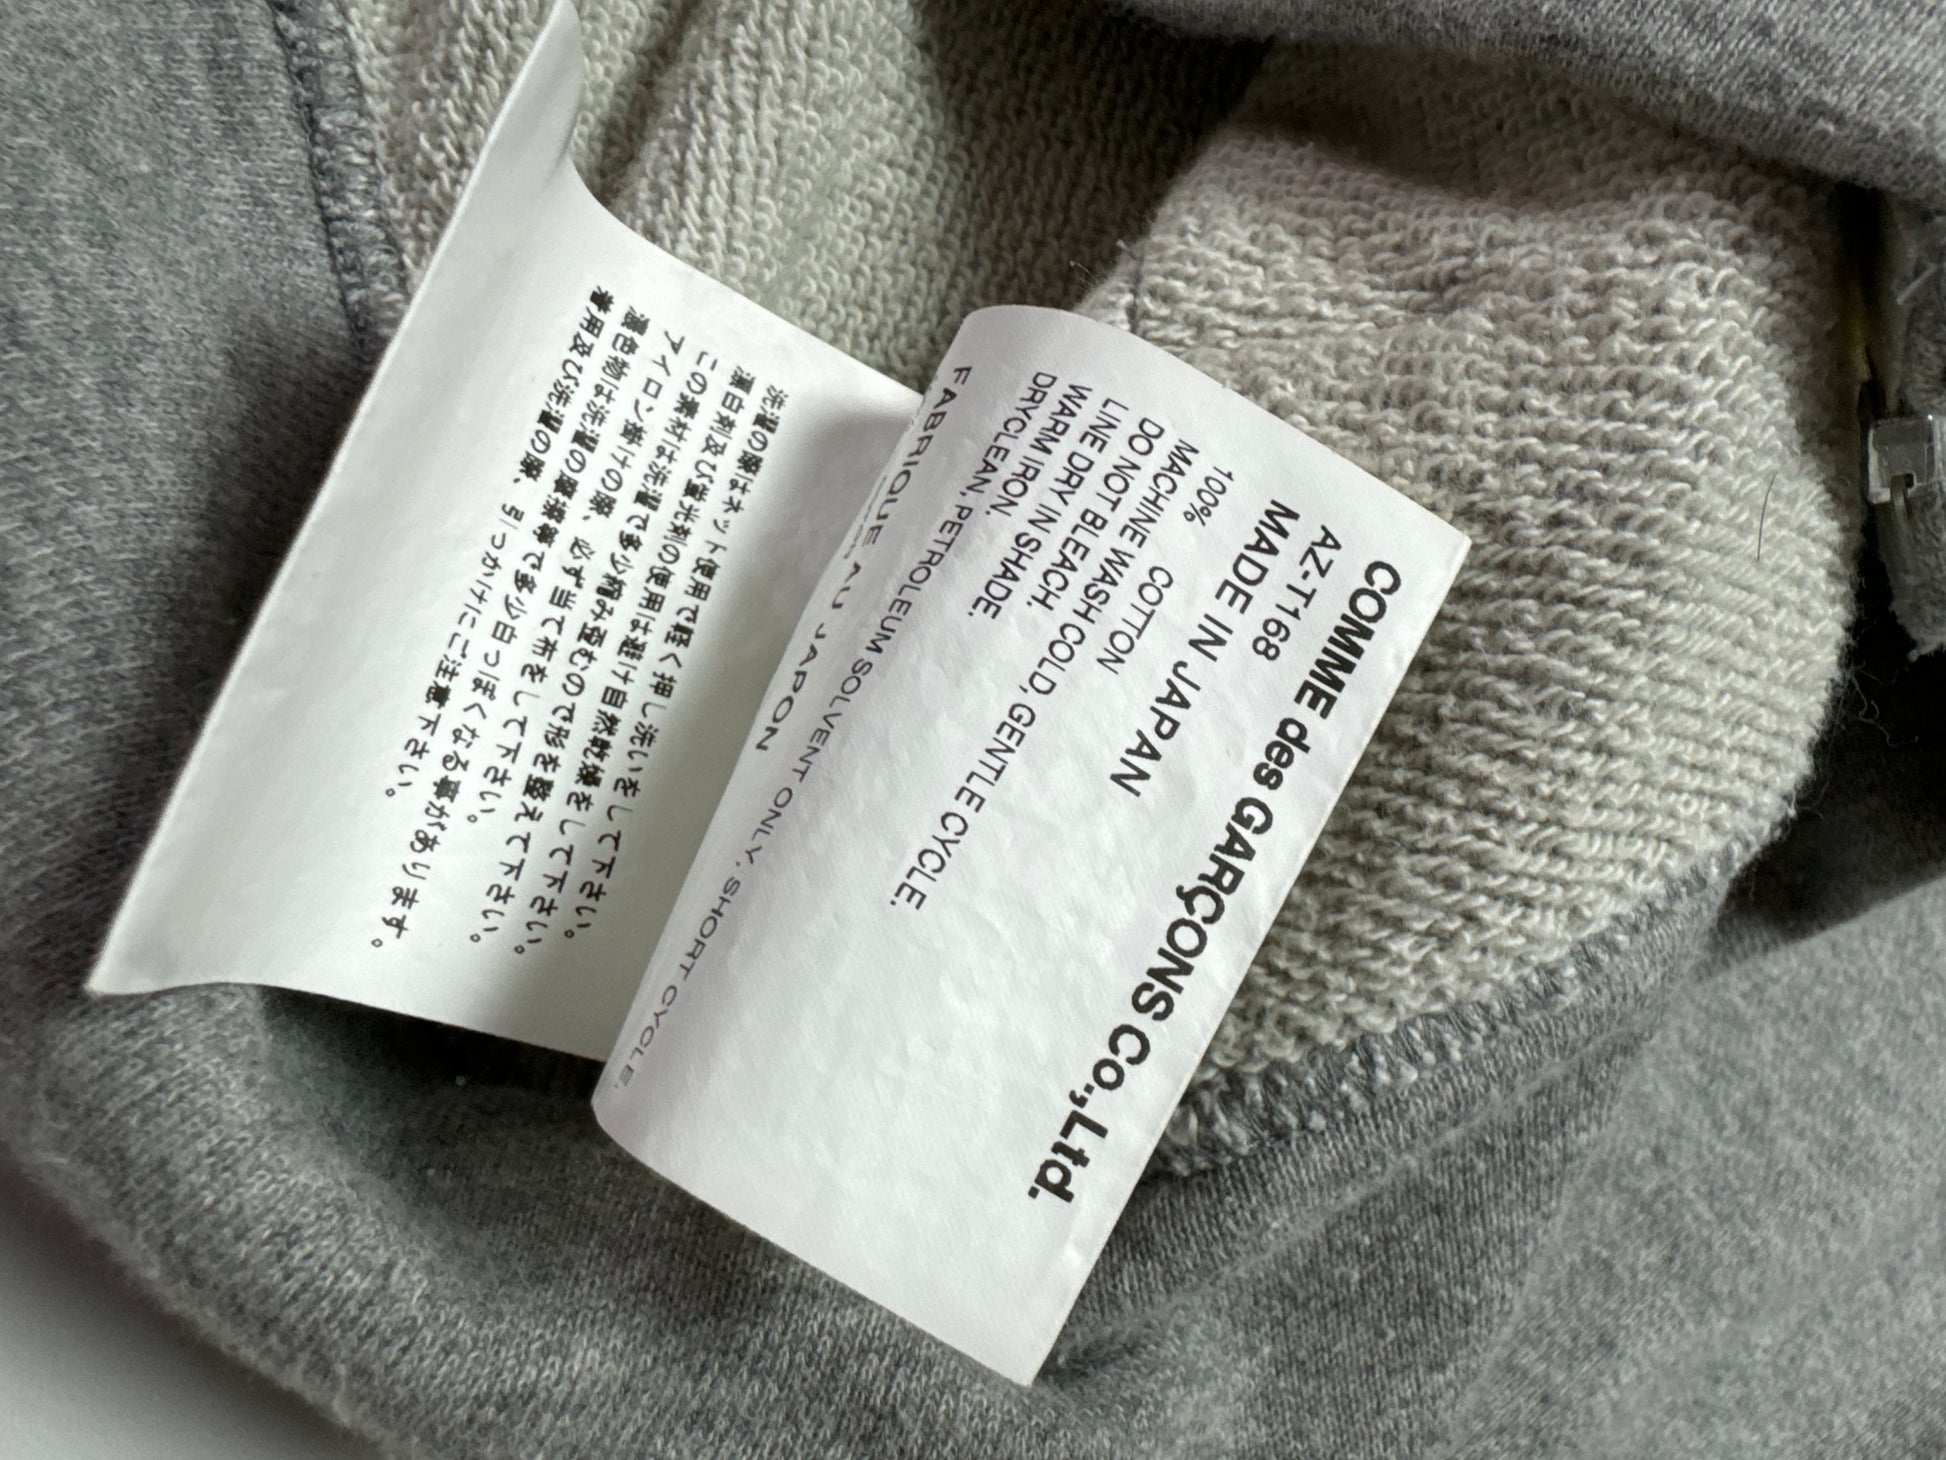 COMME des GARÇONS Co.,Ltd.
AZ-T168
MADE IN JAPAN
100% COTTON
MACHINE WASH COLD, GENTLE CYCLE.
DO NOT BLEACH.
LINE DRY IN SHADE.
WARM IRON.
DRYCLEAN, PETROLEUM SOLVENT ONLY, SHORT CYCLE.
FABRIQUE AU JAPON
洗濯の際はネット使用で軽く押し洗いをして下さい。
漂白剤及び蛍光剤の使用は避け自然乾燥をして下さい。
この素材は洗濯で多少縮み歪むので形を整えて下さい。
アイロン掛けの際、必ず当て布をして下さい。
濃色物は洗濯の摩擦等で多少白っぽくなる事があります。
着用及び洗濯の際、引っかけにご注意下さい。